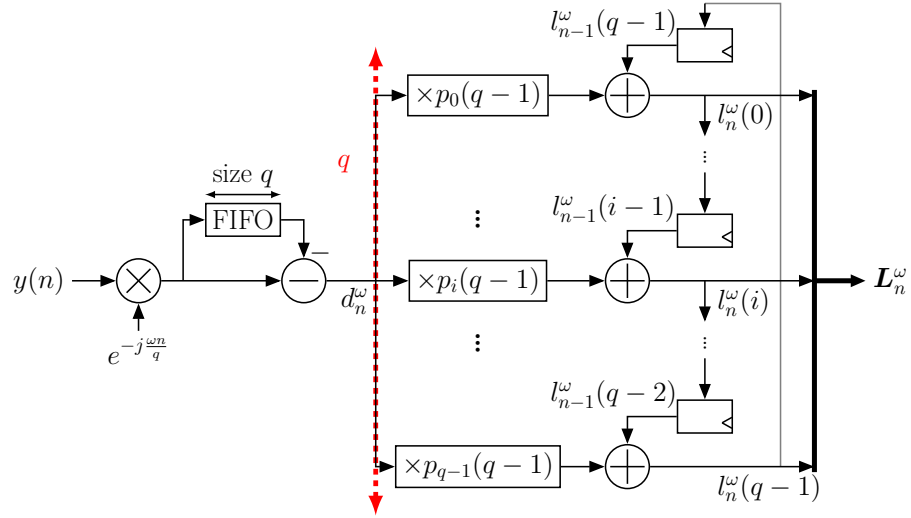 l^ω_{n−1}(q−1)
×p_0(q−1)
l^ω_n(0)
...
q
size q
FIFO
l^ω_{n−1}(i−1)
...
−
y(n)
×
−
d^ω_n
×p_i(q−1)
L^ω_n
l^ω_n(i)
e^{−j\frac{ωn}{q}}
...
...
l^ω_{n−1}(q−2)
×p_{q−1}(q−1)
l^ω_n(q−1)